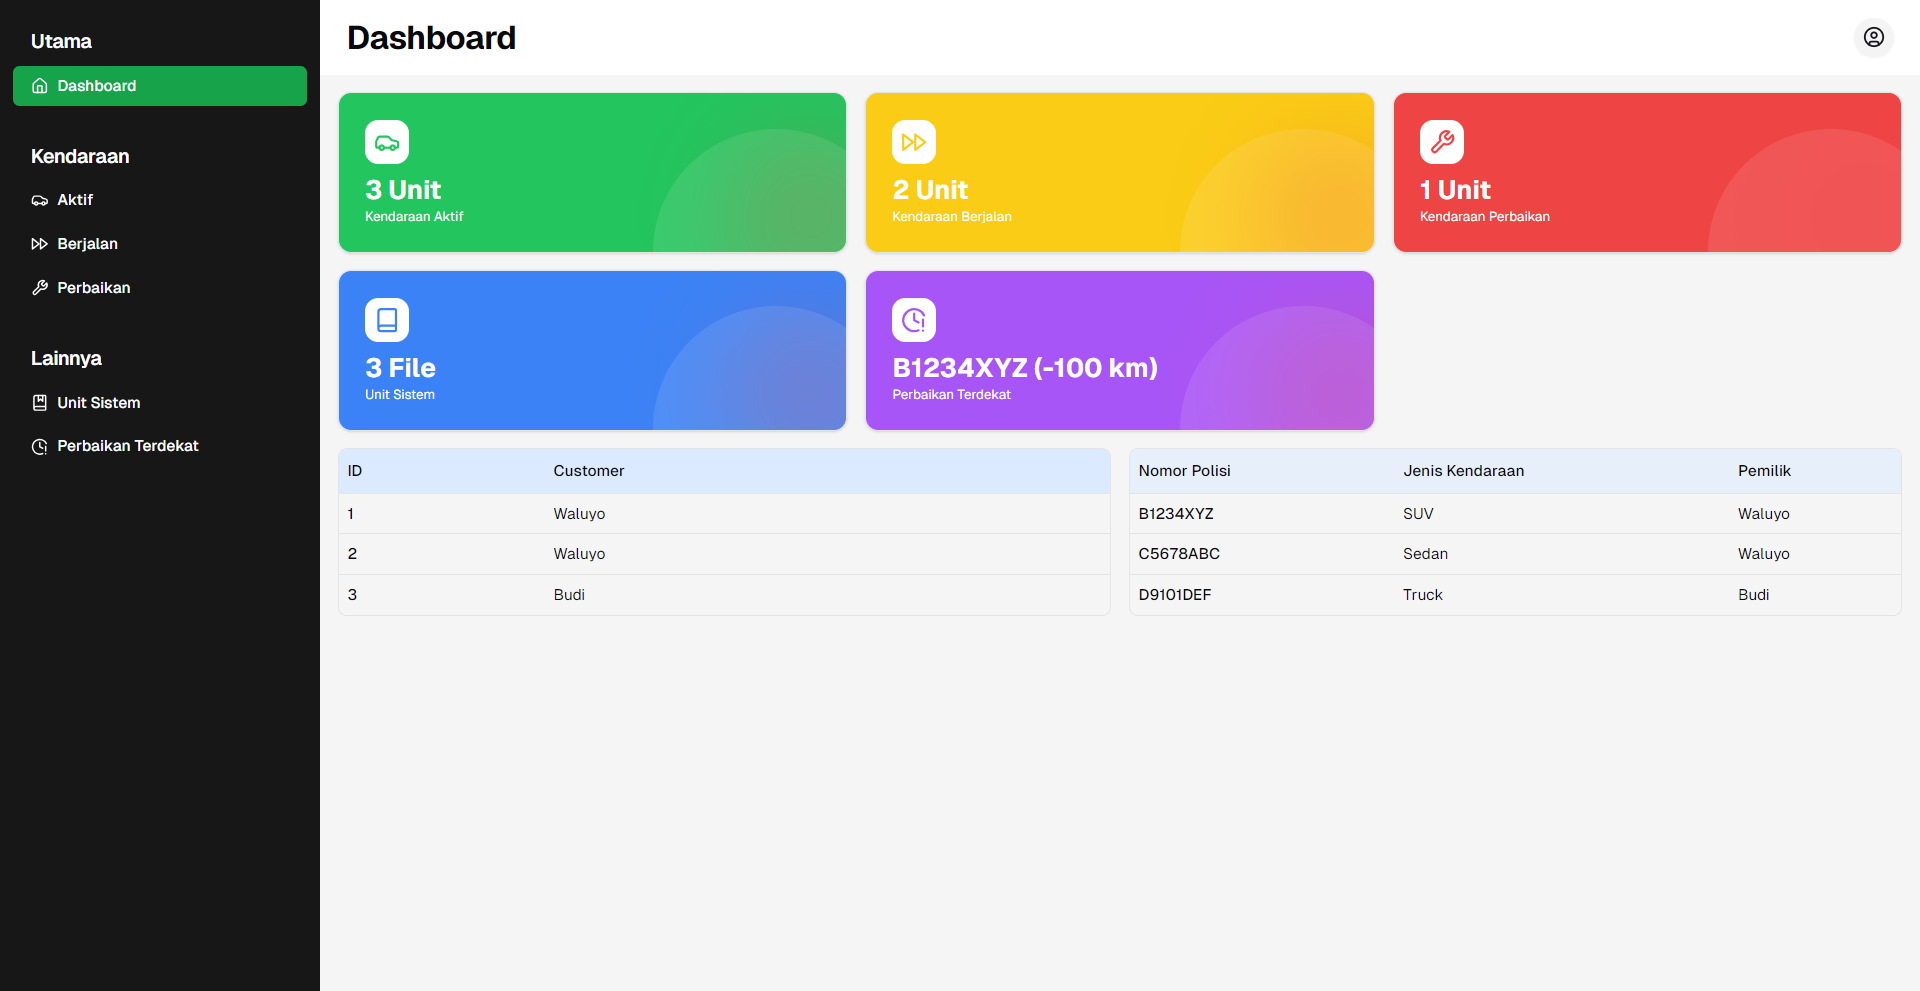 Utama
Dashboard
Kendaraan
Aktif
Berjalan
Perbaikan
Lainnya
Unit Sistem
Perbaikan Terdekat
Dashboard
3 Unit
Kendaraan Aktif
2 Unit
Kendaraan Berjalan
1 Unit
Kendaraan Perbaikan
3 File
Unit Sistem
B1234XYZ (-100 km)
Perbaikan Terdekat
ID Customer
1 Waluyo
2 Waluyo
3 Budi
Nomor Polisi Jenis Kendaraan Pemilik
B1234XYZ SUV Waluyo
C5678ABC Sedan Waluyo
D9101DEF Truck Budi